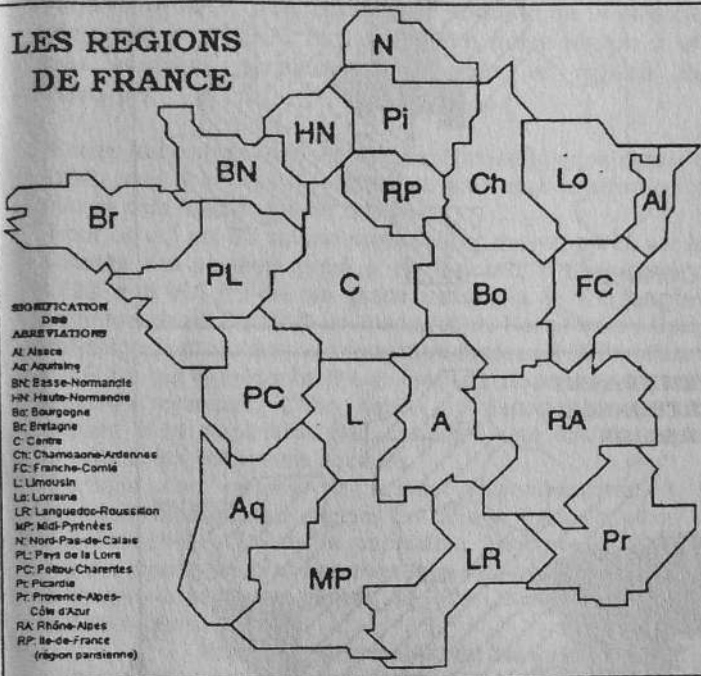 LES REGIONS
DE FRANCE
N
HN
Pi
BN
RP
Ch
Lo
Al
Br
PL
C
Bo
FC
PC
L
A
RA
Aq
MP
LR
Pr
SIGNIFICATION
DES
ABREVIATIONS
Al: Alsace
Aq: Aquitaine
BN: Basse-Normandie
HN: Haute-Normandie
Bo: Bourgogne
Br: Bretagne
C: Centre
Ch: Champagne-Ardennes
FC: Franche-Comté
L: Limousin
Lo: Lorraine
LR: Languedoc-Roussillon
MP: Midi-Pyrénées
N: Nord-Pas-de-Calais
PL: Pays de la Loire
PC: Poitou-Charentes
Pi: Picardie
Pr: Provence-Alpes-
Côte d'Azur
RA: Rhône-Alpes
RP: Ile-de-France
(région parisienne)